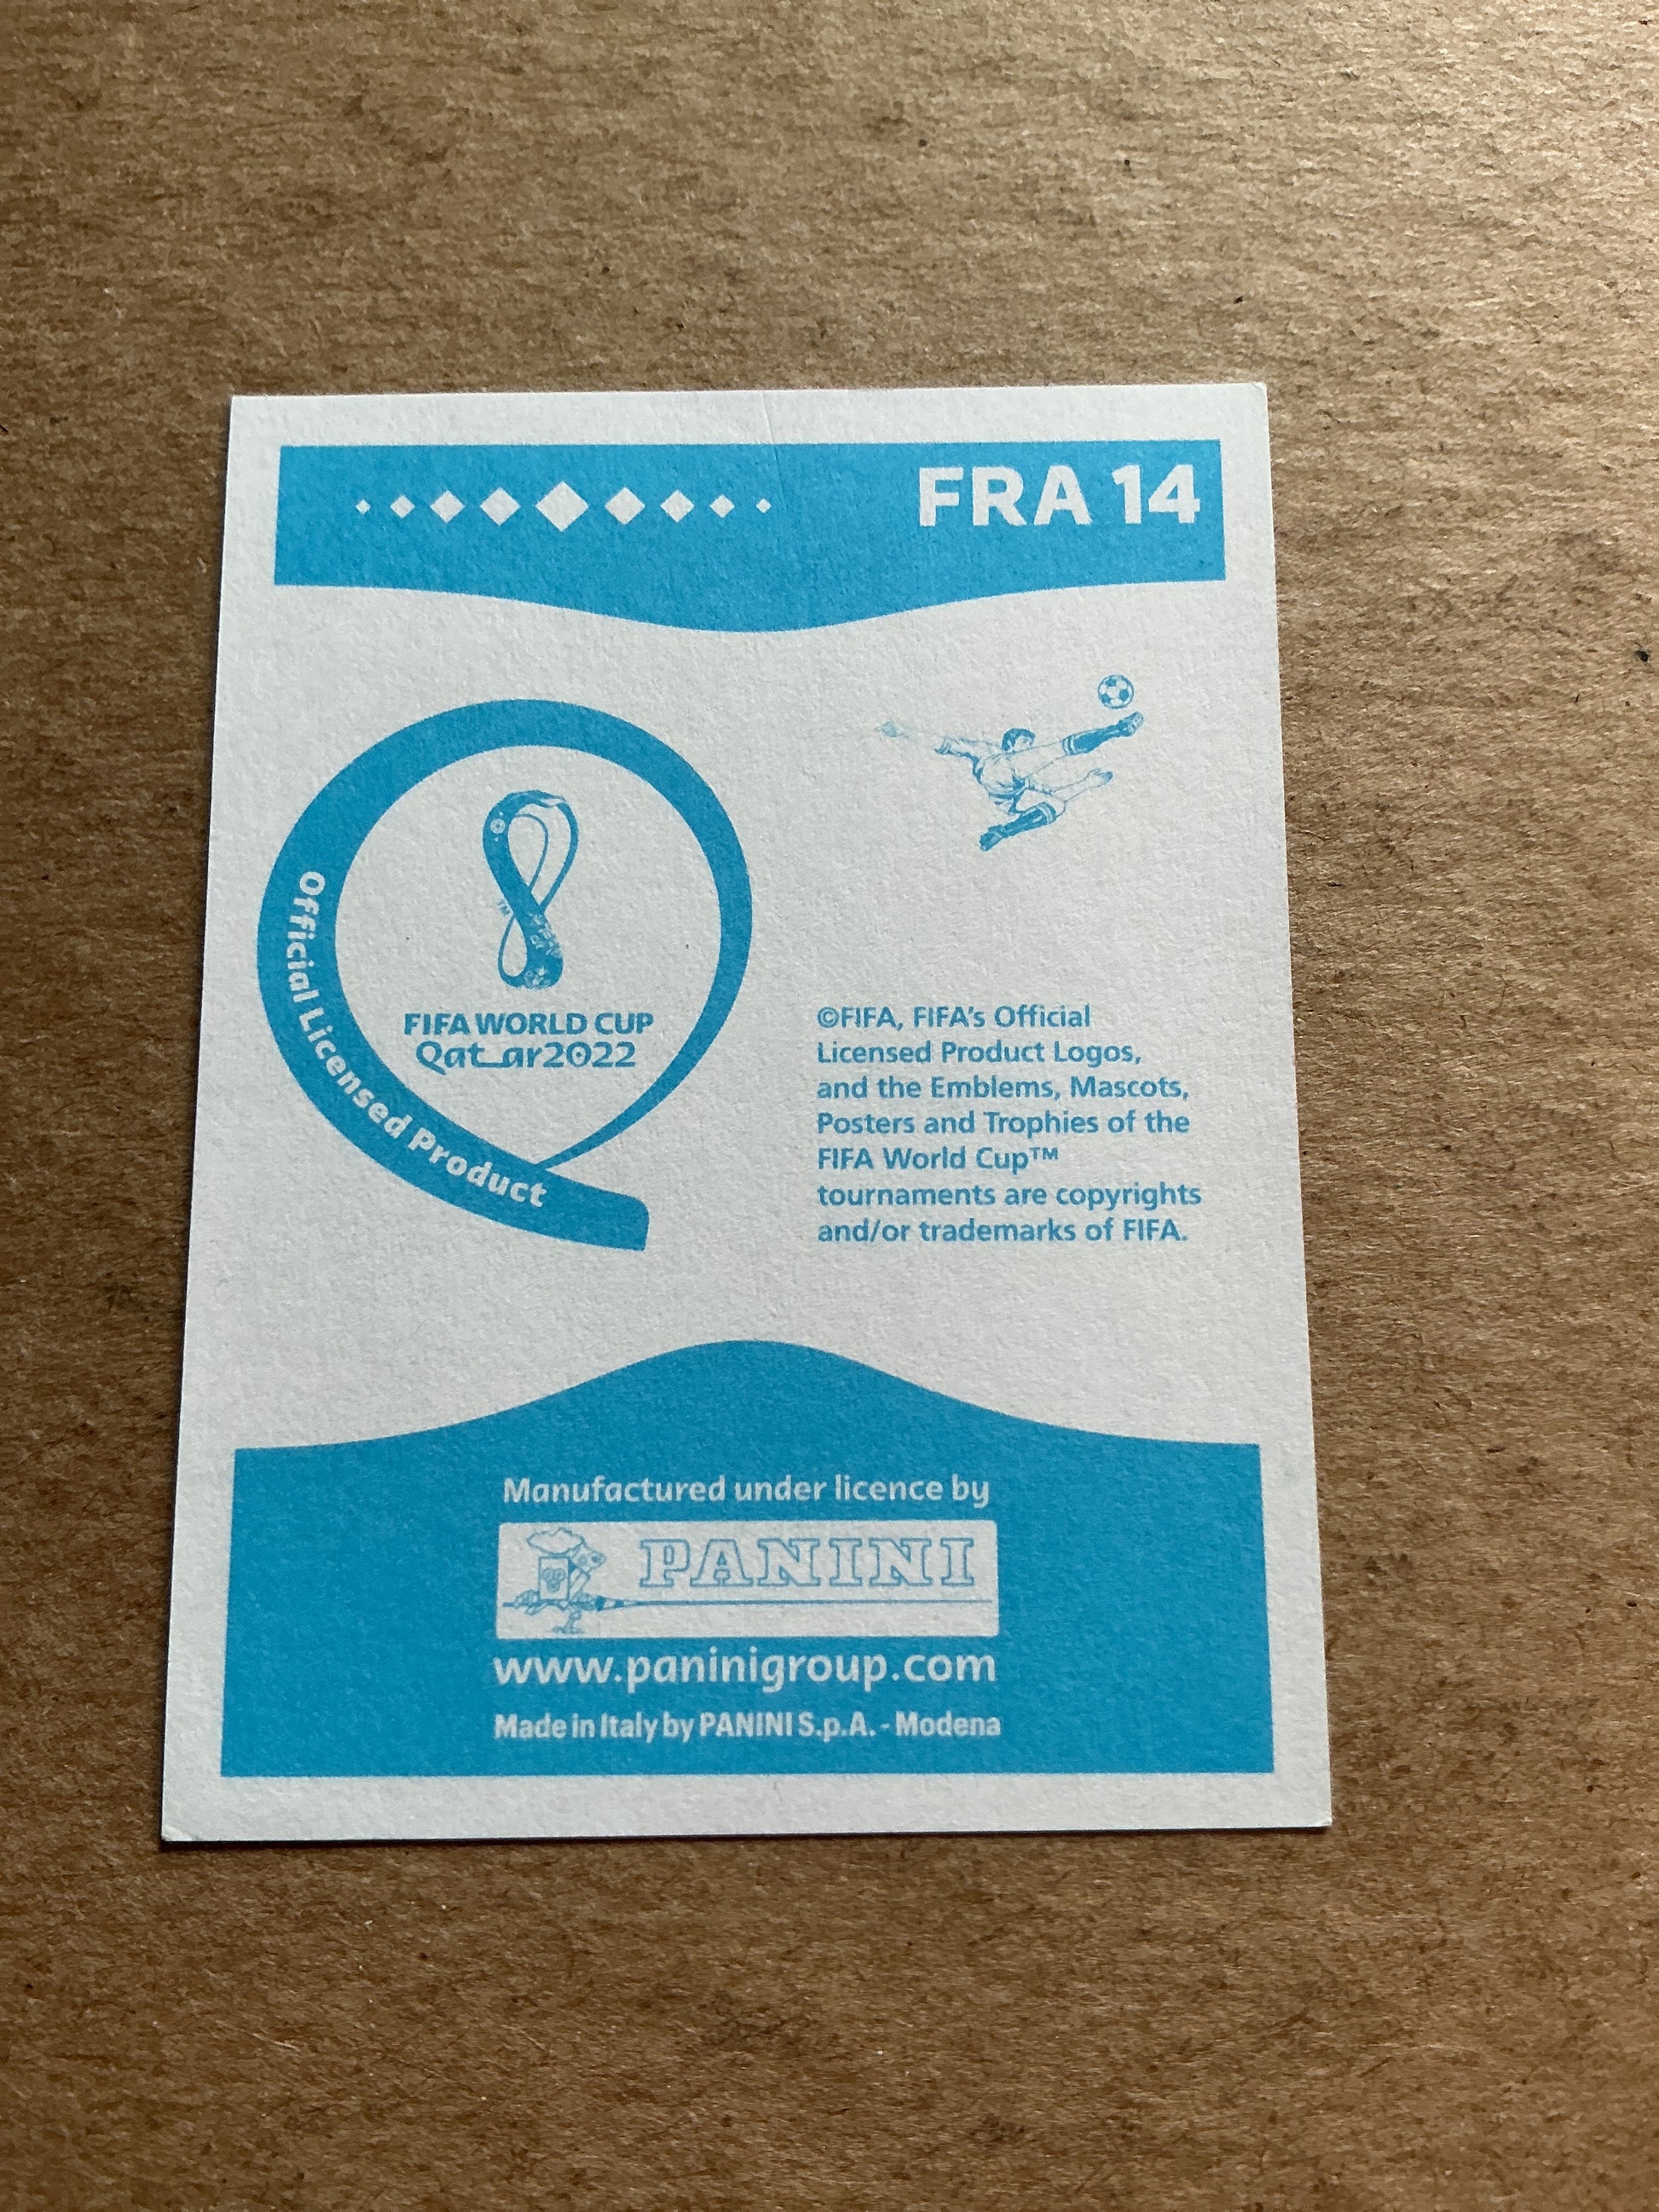 FRA 14
Official Licensed Product
TM
FIFA WORLD CUP
Qatar2022
©FIFA, FIFA's Official
Licensed Product Logos,
and the Emblems, Mascots,
Posters and Trophies of the
FIFA World Cup™
tournaments are copyrights
and/or trademarks of FIFA.
Manufactured under licence by
PANINI
www.paninigroup.com
Made in Italy by PANINI S.p.A. - Modena